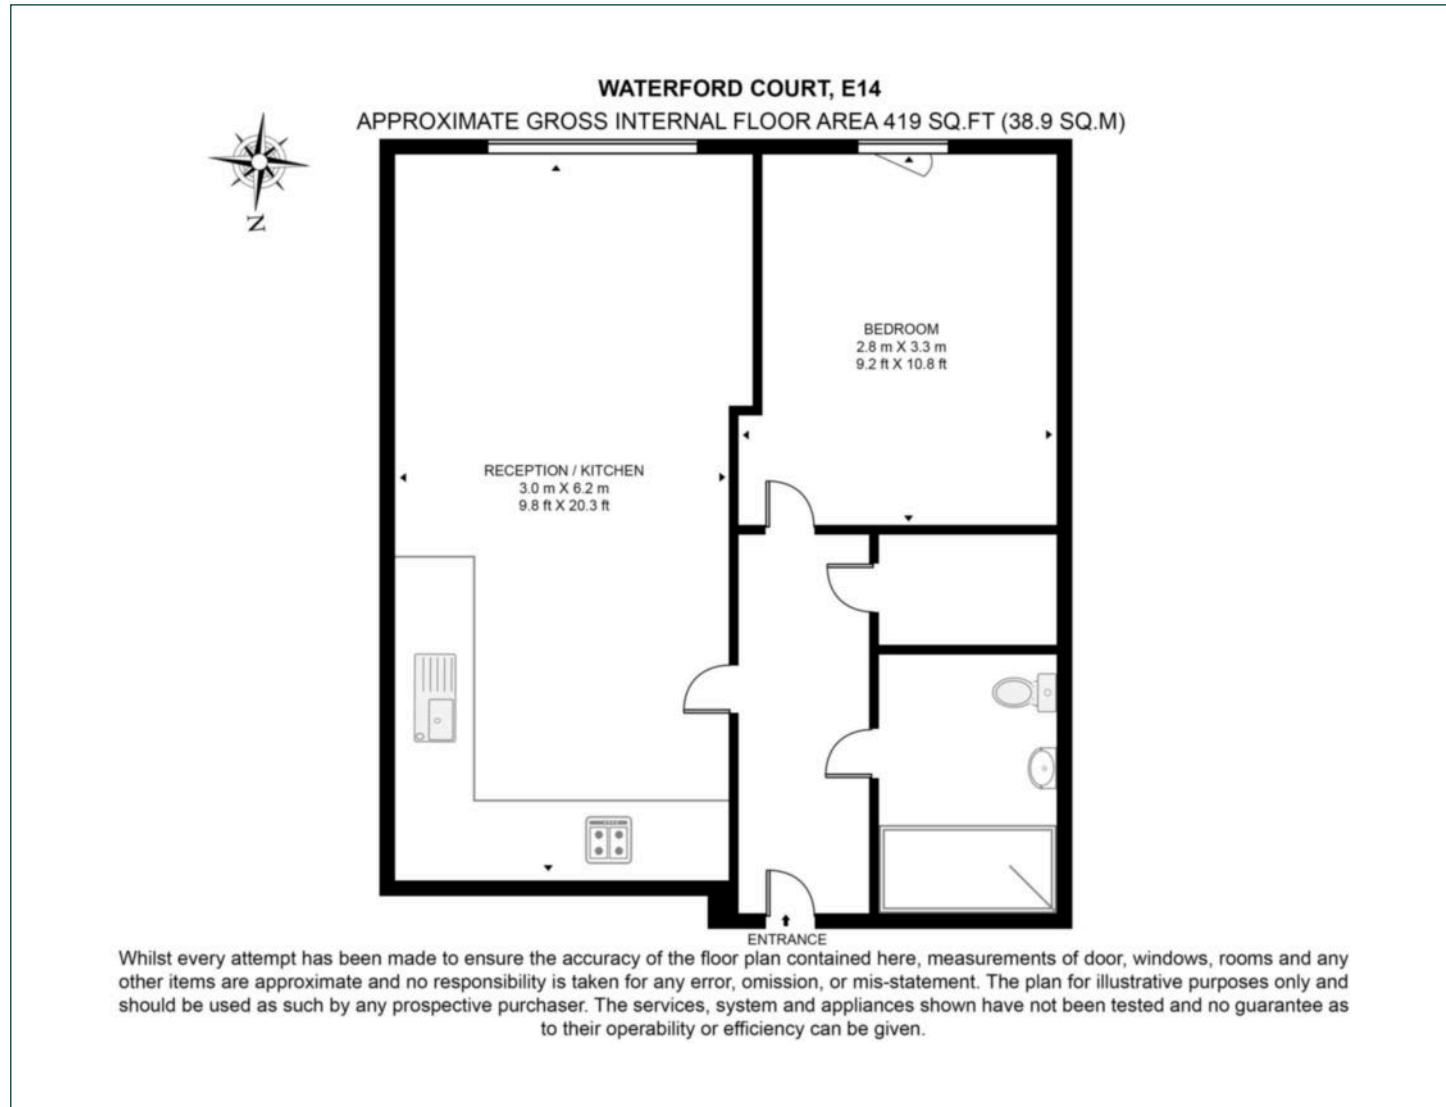 WATERFORD COURT, E14
APPROXIMATE GROSS INTERNAL FLOOR AREA 419 SQ.FT (38.9 SQ.M)
N
BEDROOM
2.8 m X 3.3 m
9.2 ft X 10.8 ft
RECEPTION / KITCHEN
3.0 m X 6.2 m
9.8 ft X 20.3 ft
ENTRANCE
Whilst every attempt has been made to ensure the accuracy of the floor plan contained here, measurements of door, windows, rooms and any
other items are approximate and no responsibility is taken for any error, omission, or mis-statement. The plan for illustrative purposes only and
should be used as such by any prospective purchaser. The services, system and appliances shown have not been tested and no guarantee as
to their operability or efficiency can be given.